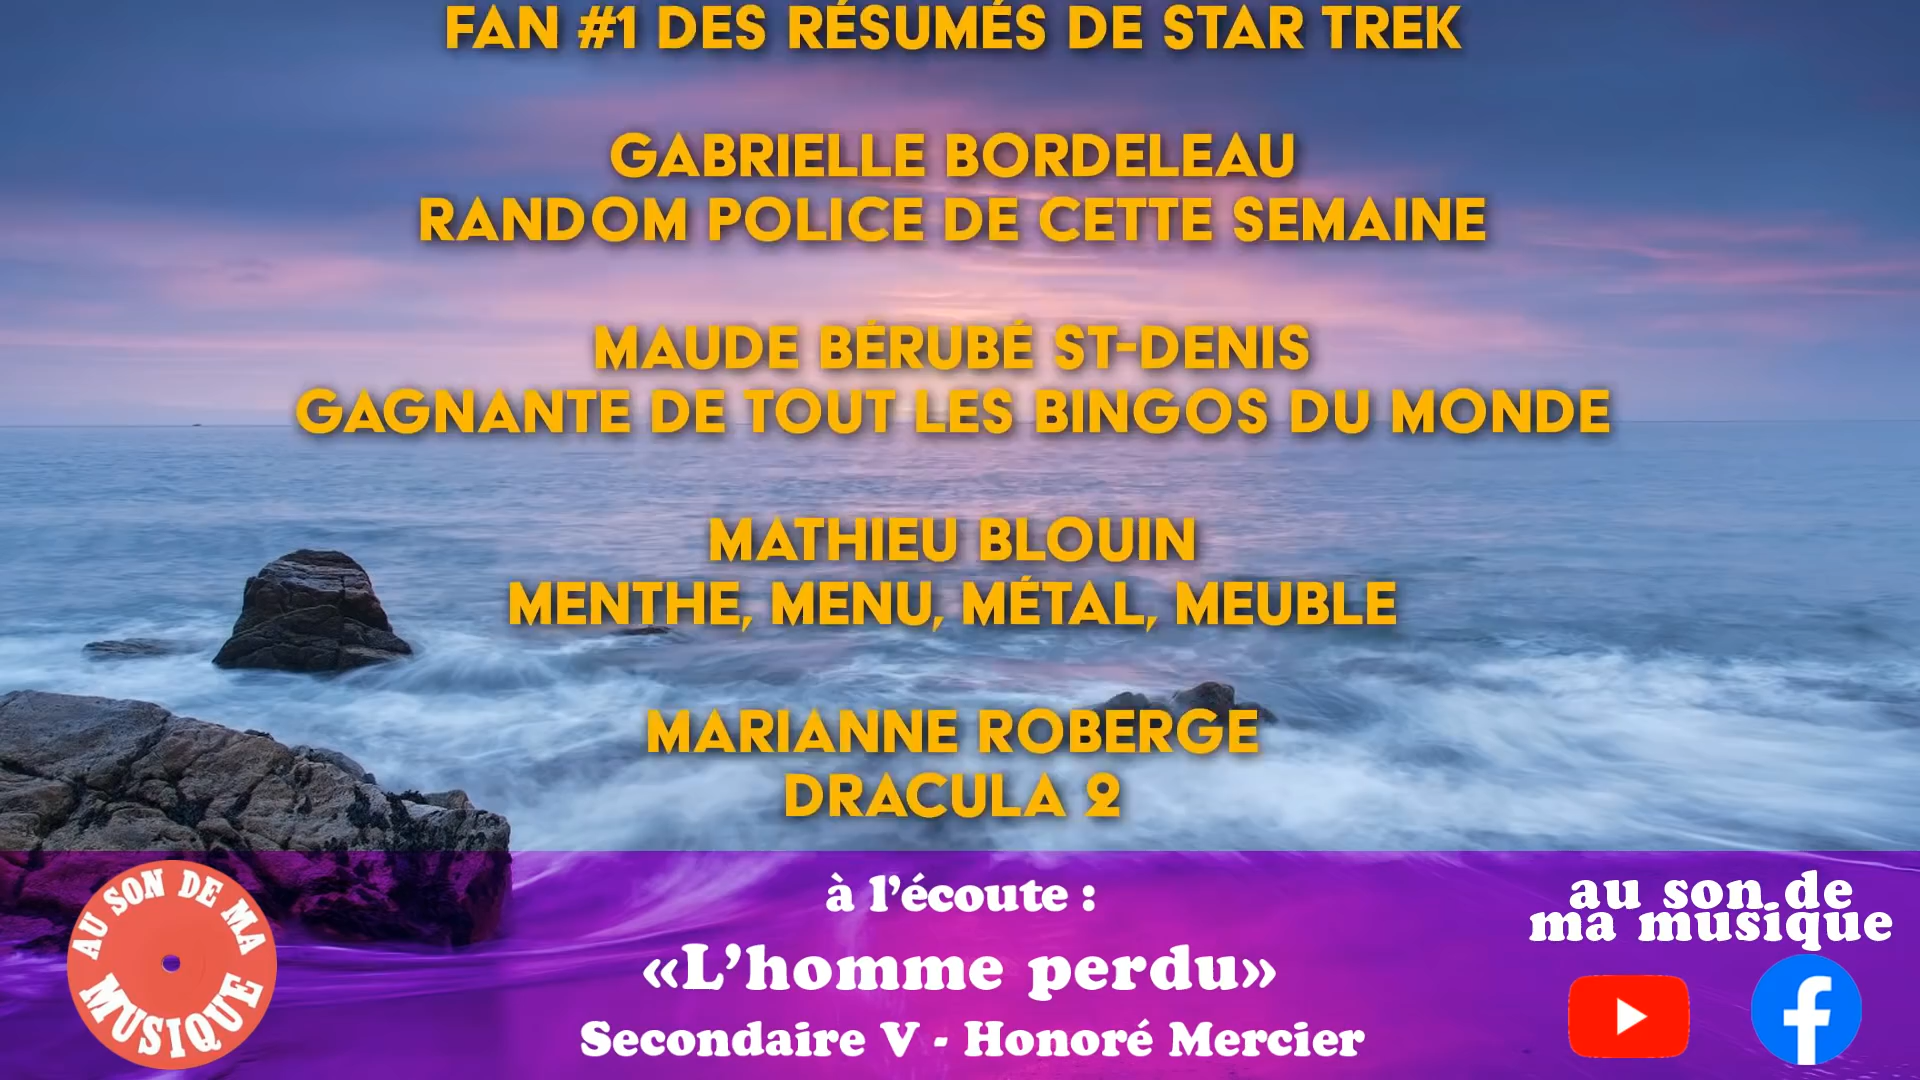 FAN #1 DES RÉSUMÉS DE STAR TREK
GABRIELLE BORDELEAU
RANDOM POLICE DE CETTE SEMAINE
MAUDE BÉRUBÉ ST-DENIS
GAGNANTE DE TOUT LES BINGOS DU MONDE
MATHIEU BLOUIN
MENTHE, MENU, MÉTAL, MEUBLE
MARIANNE ROBERGE
DRACULA 2
AU SON DE MA
MUSIQUE
à l'écoute :
«L'homme perdu»
Secondaire V - Honoré Mercier
au son de
ma musique